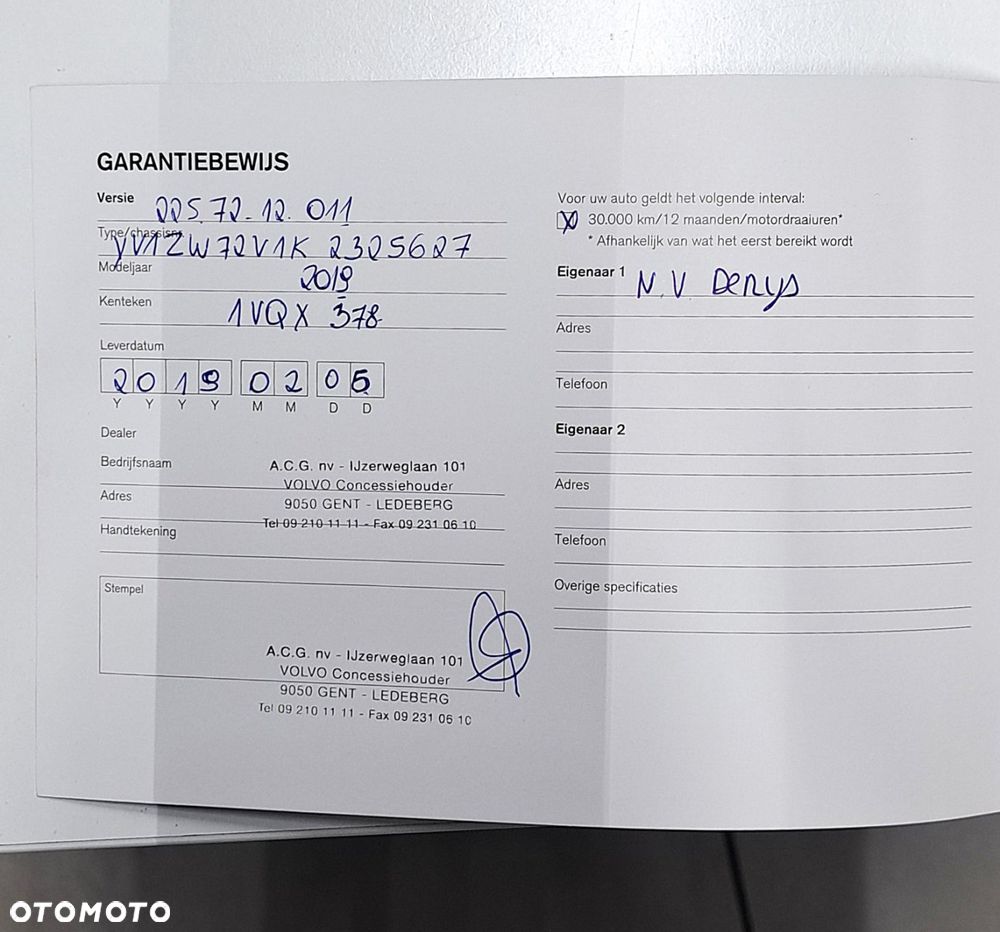 GARANTIEBEWIJS
Versie 225.72.12.011
Type/chassisnr. YV1ZW72V1K2325627
Modeljaar 2019
Kenteken 1VQX 378
Leverdatum
2019 02 05
Y Y Y Y M M D D
Dealer
Bedrijfsnaam A.C.G. nv - IJzerweglaan 101
VOLVO Concessiehouder
Adres 9050 GENT - LEDEBERG
Tel 09 210 11 11 - Fax 09 231 06 10
Handtekening
Stempel
A.C.G. nv - IJzerweglaan 101
VOLVO Concessiehouder
9050 GENT - LEDEBERG
Tel 09 210 11 11 - Fax 09 231 06 10
Voor uw auto geldt het volgende interval:
X 30.000 km/12 maanden/motordraaiuren*
* Afhankelijk van wat het eerst bereikt wordt
Eigenaar 1 N.V. Denys
Adres
Telefoon
Eigenaar 2
Adres
Telefoon
Overige specificaties
OTOMOTO